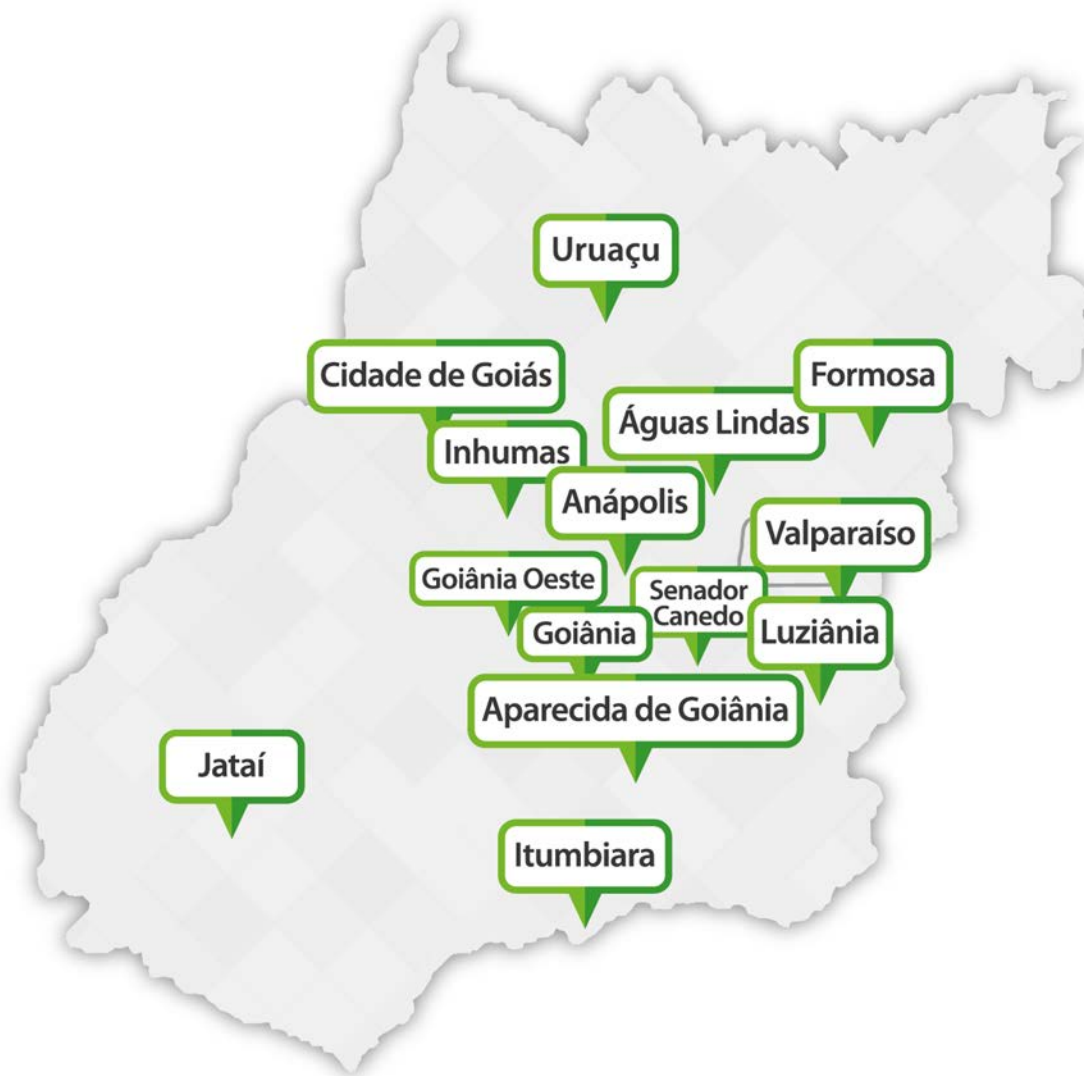 Uruaçu
Cidade de Goiás
Formosa
Águas Lindas
Inhumas
Anápolis
Valparaíso
Goiânia Oeste
Senador
Canedo
Goiânia
Luziânia
Aparecida de Goiânia
Jataí
Itumbiara